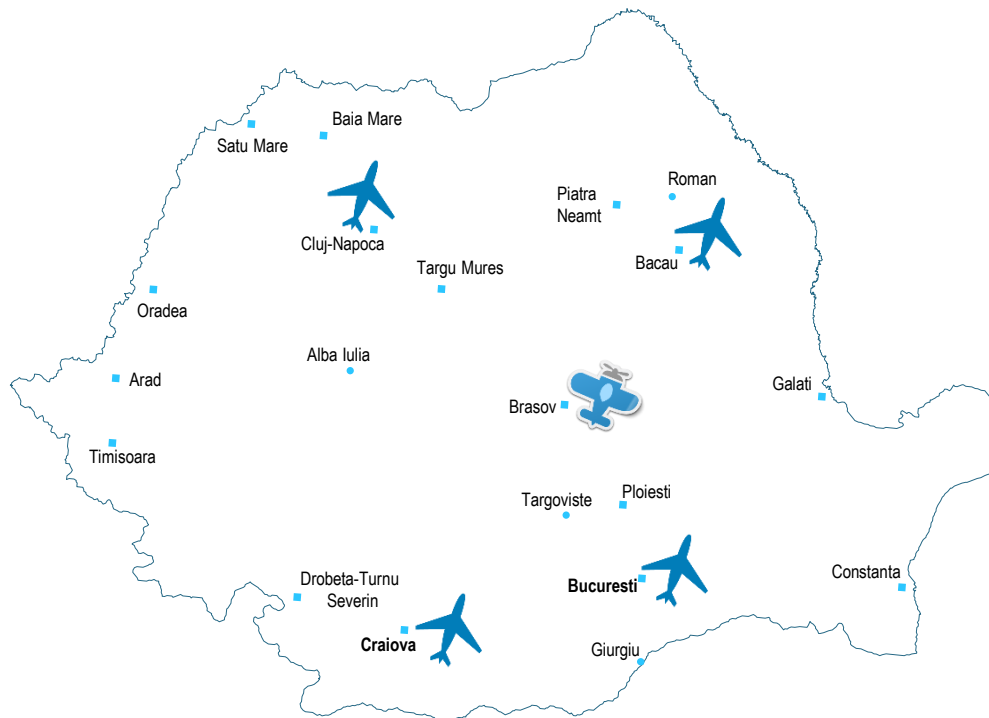 Baia Mare
Satu Mare
Roman
Piatra
Neamt
Cluj-Napoca
Bacau
Targu Mures
Oradea
Alba Iulia
Arad
Galati
Brasov
Timisoara
Ploiesti
Targoviste
Constanta
Drobeta-Turnu
Severin
Bucuresti
Craiova
Giurgiu